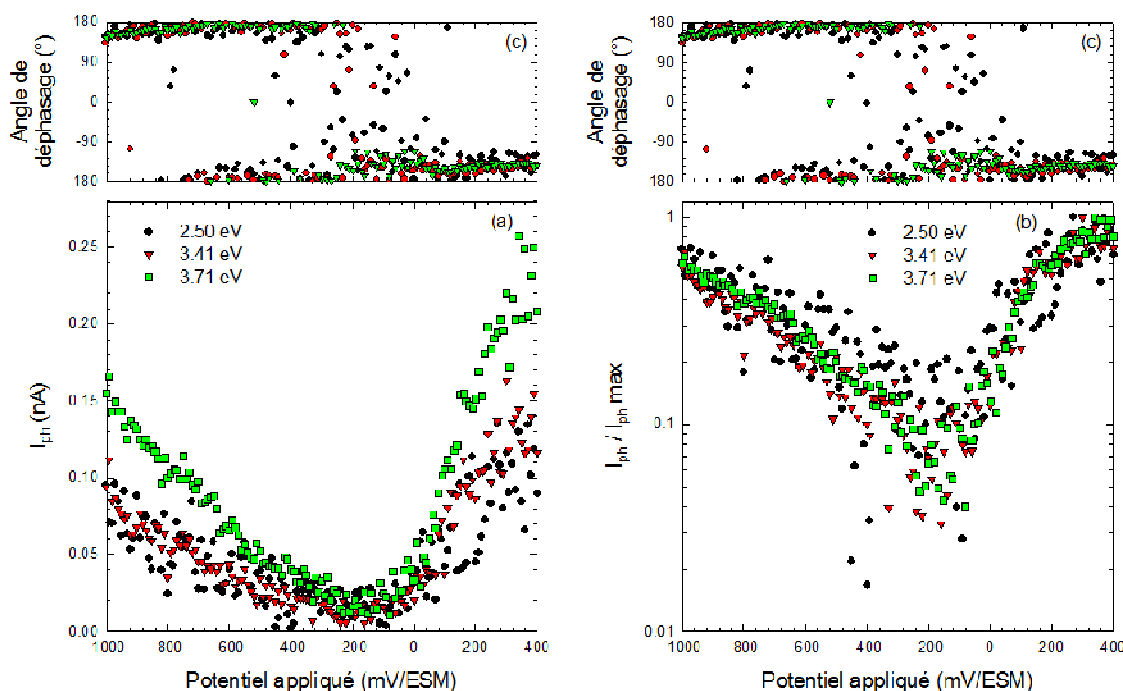 180
90
0
-90
180
Angle de
déphasage (°)
(c)
180
90
0
-90
180
Angle de
déphasage (°)
(c)
0.25
0.20
0.15
0.10
0.05
0.00
I ph (nA)
(a)
2.50 eV
3.41 eV
3.71 eV
1000 800 600 400 200 0 200 400
Potentiel appliqué (mV/ESM)
1
0.1
0.01
I ph / I ph max
(b)
2.50 eV
3.41 eV
3.71 eV
1000 800 600 400 200 0 200 400
Potentiel appliqué (mV/ESM)